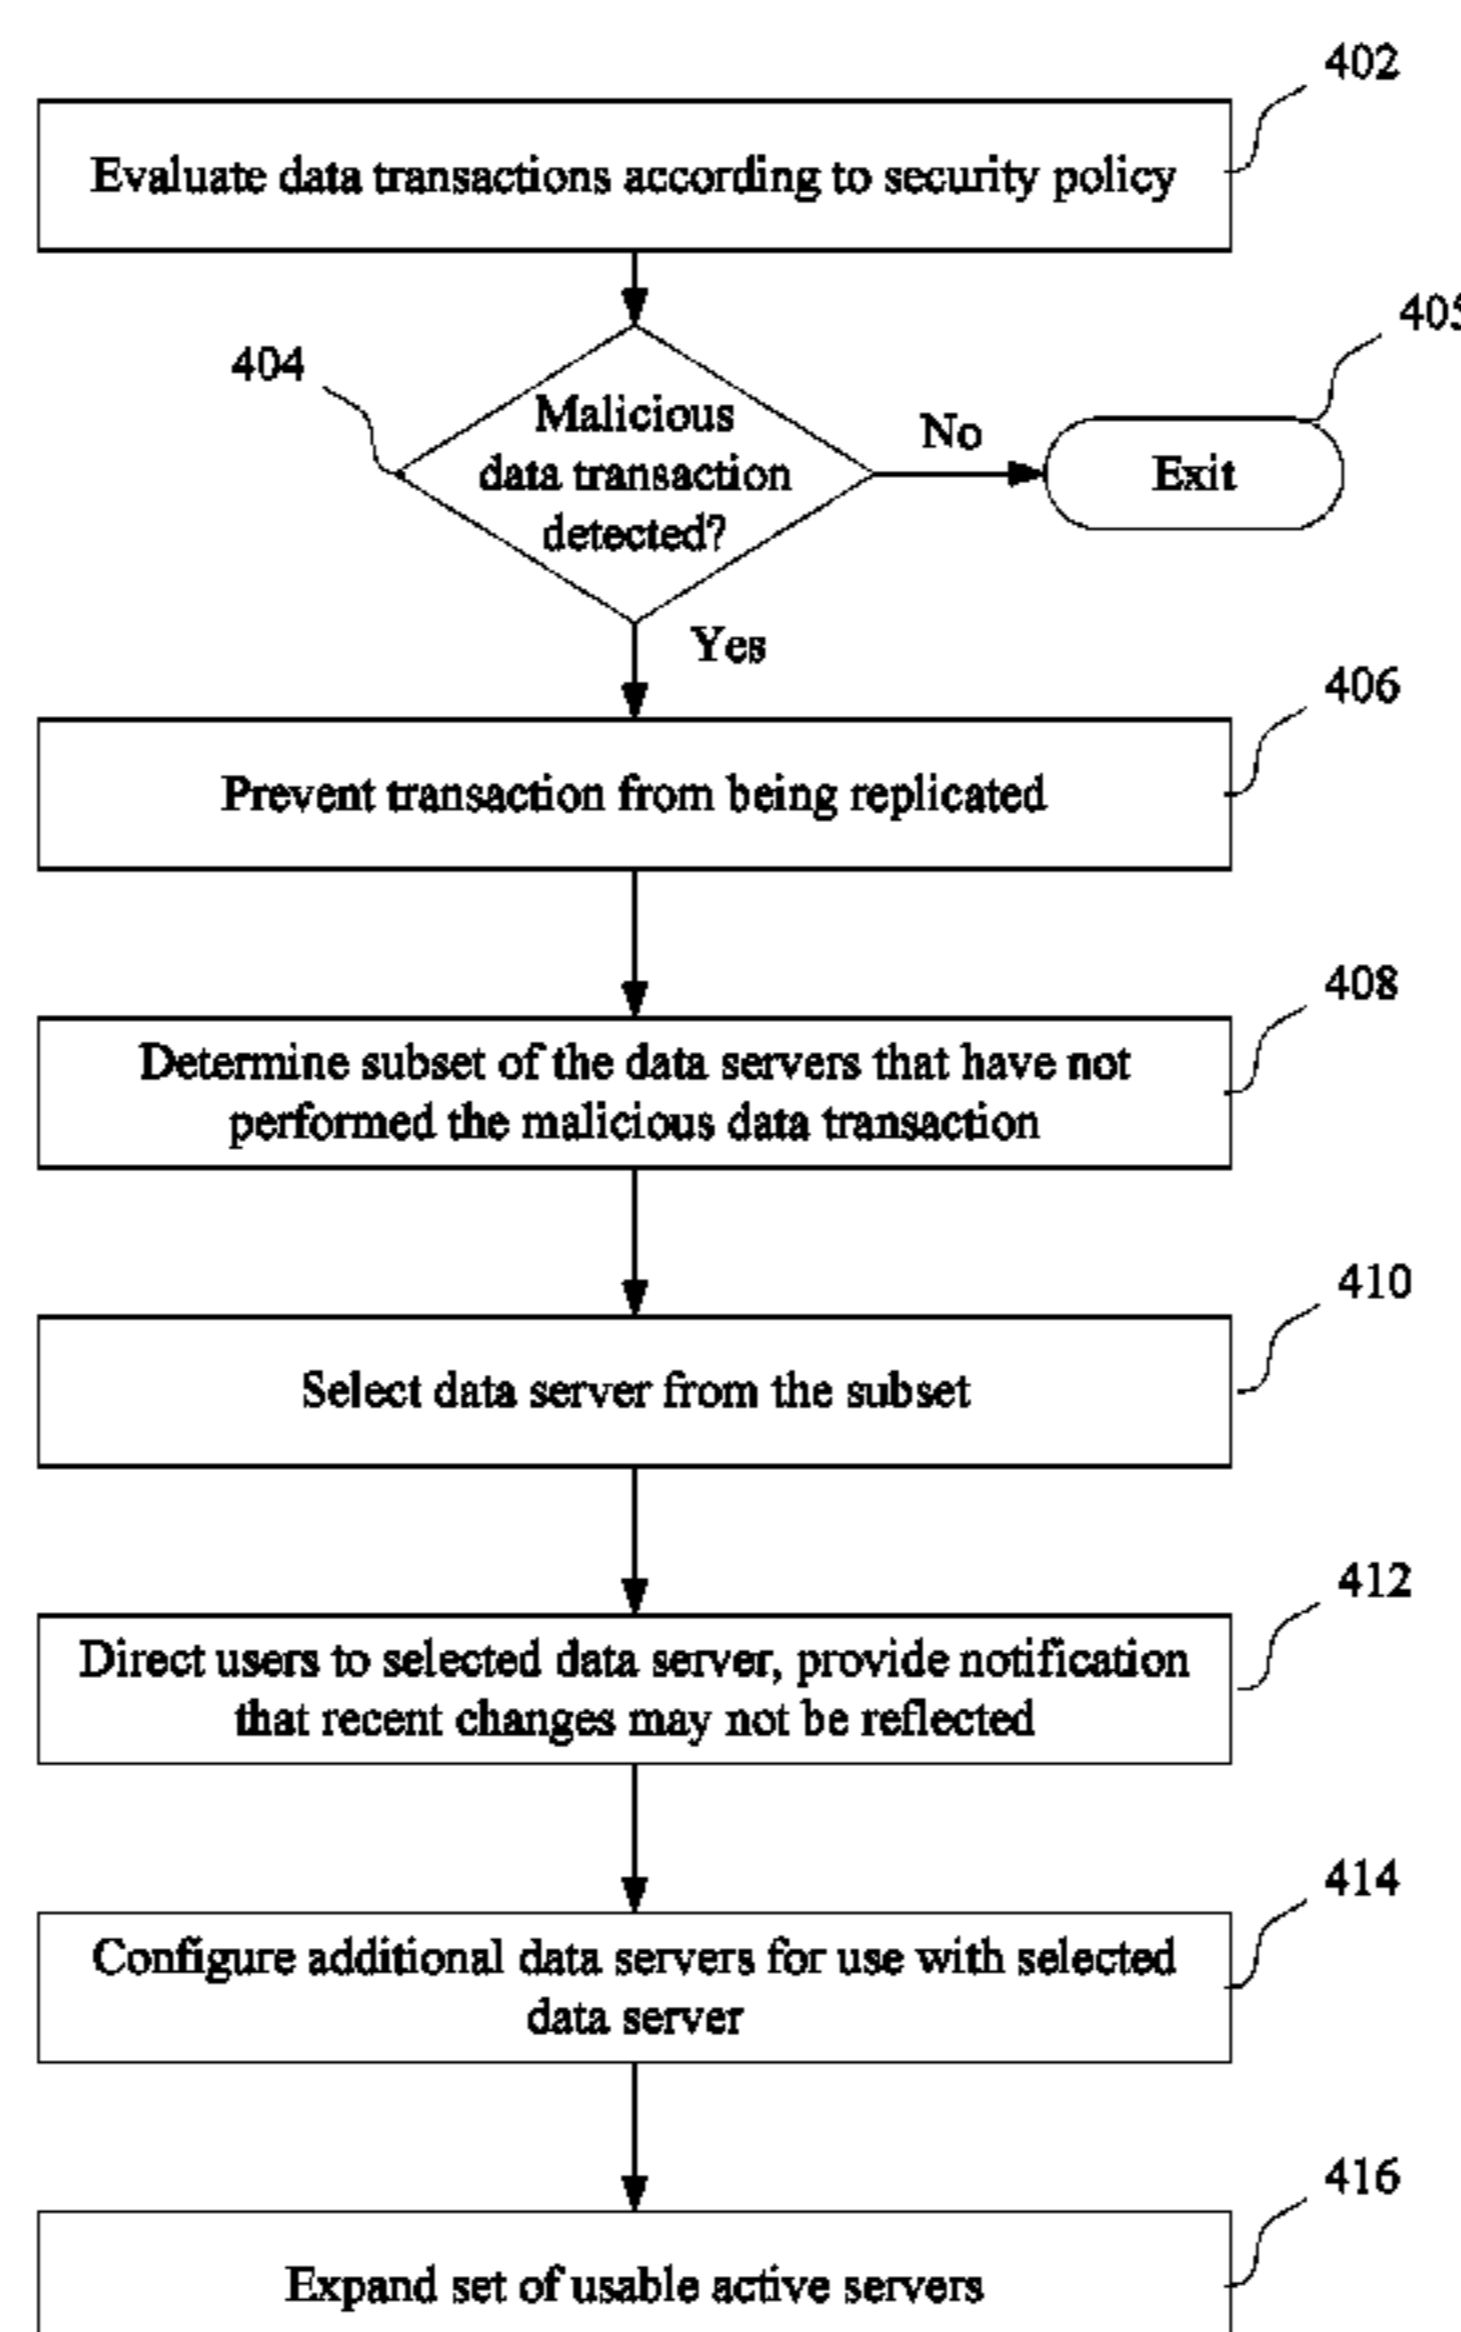 402
Evaluate data transactions according to security policy
405
404
Malicious
data transaction
detected?
No
Exit
Yes
406
Prevent transaction from being replicated
408
Determine subset of the data servers that have not
performed the malicious data transaction
410
Select data server from the subset
412
Direct users to selected data server, provide notification
that recent changes may not be reflected
414
Configure additional data servers for use with selected
data server
416
Expand set of usable active servers